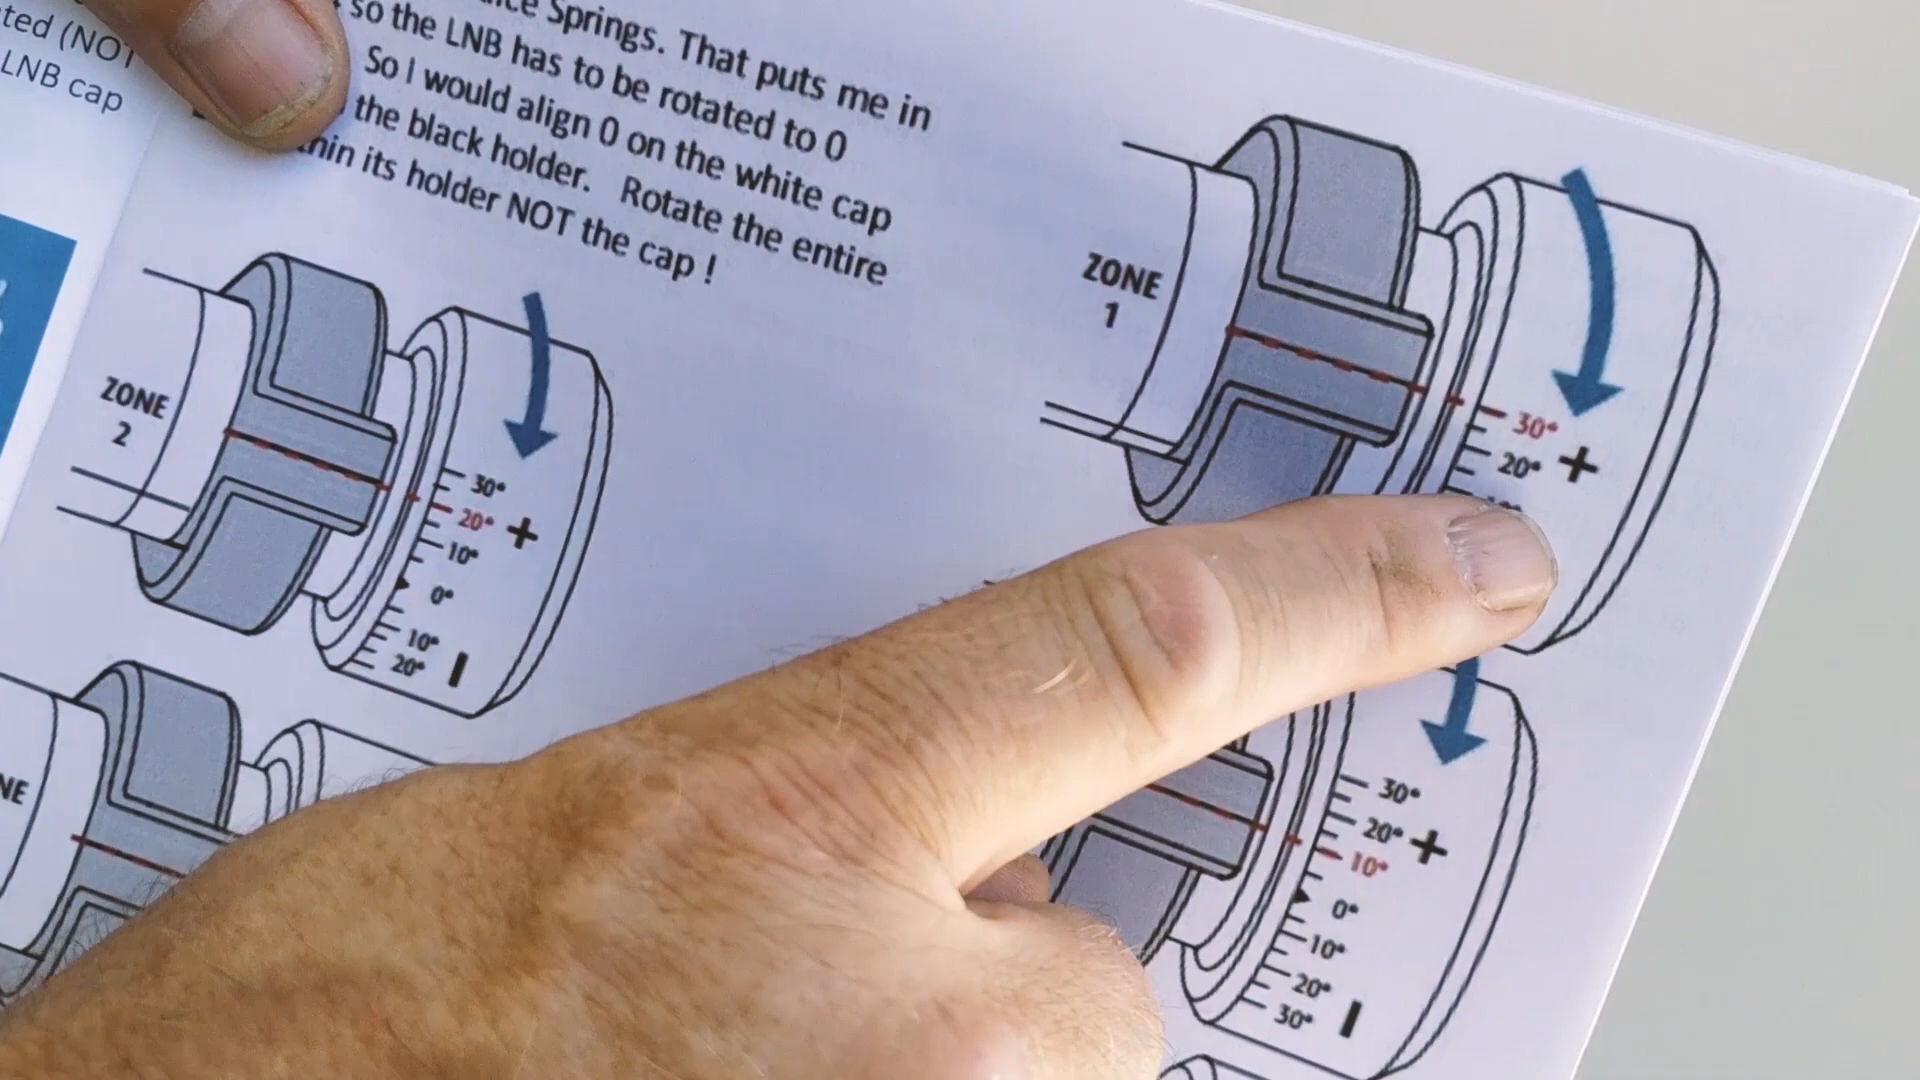 ted (NOT
LNB cap
Springs. That puts me in
so the LNB has to be rotated to 0
So I would align 0 on the white cap
the black holder. Rotate the entire
its holder NOT the cap !
ZONE
1
30°
20° +
ZONE
2
30°
20° +
10°
0°
10°
20° |
30°
20° +
10°
0°
10°
20°
30° |